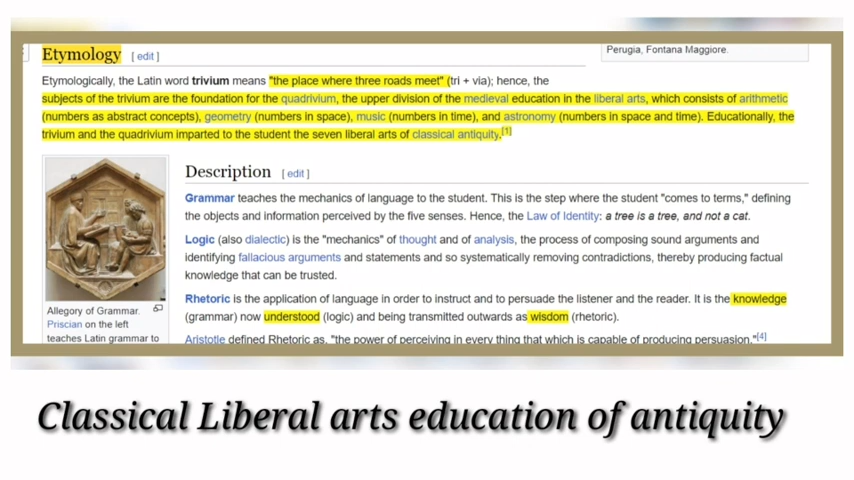 Etymology [ edit ]
Perugia, Fontana Maggiore.
Etymologically, the Latin word trivium means "the place where three roads meet" (tri + via); hence, the
subjects of the trivium are the foundation for the quadrivium, the upper division of the medieval education in the liberal arts, which consists of arithmetic
(numbers as abstract concepts), geometry (numbers in space), music (numbers in time), and astronomy (numbers in space and time). Educationally, the
trivium and the quadrivium imparted to the student the seven liberal arts of classical antiquity.[1]
Description [ edit ]
Grammar teaches the mechanics of language to the student. This is the step where the student "comes to terms," defining
the objects and information perceived by the five senses. Hence, the Law of Identity: a tree is a tree, and not a cat.
Logic (also dialectic) is the "mechanics" of thought and of analysis, the process of composing sound arguments and
identifying fallacious arguments and statements and so systematically removing contradictions, thereby producing factual
knowledge that can be trusted.
Rhetoric is the application of language in order to instruct and to persuade the listener and the reader. It is the knowledge
(grammar) now understood (logic) and being transmitted outwards as wisdom (rhetoric).
Aristotle defined Rhetoric as, "the power of perceiving in every thing that which is capable of producing persuasion."[4]
Allegory of Grammar.
Priscian on the left
teaches Latin grammar to
Classical Liberal arts education of antiquity